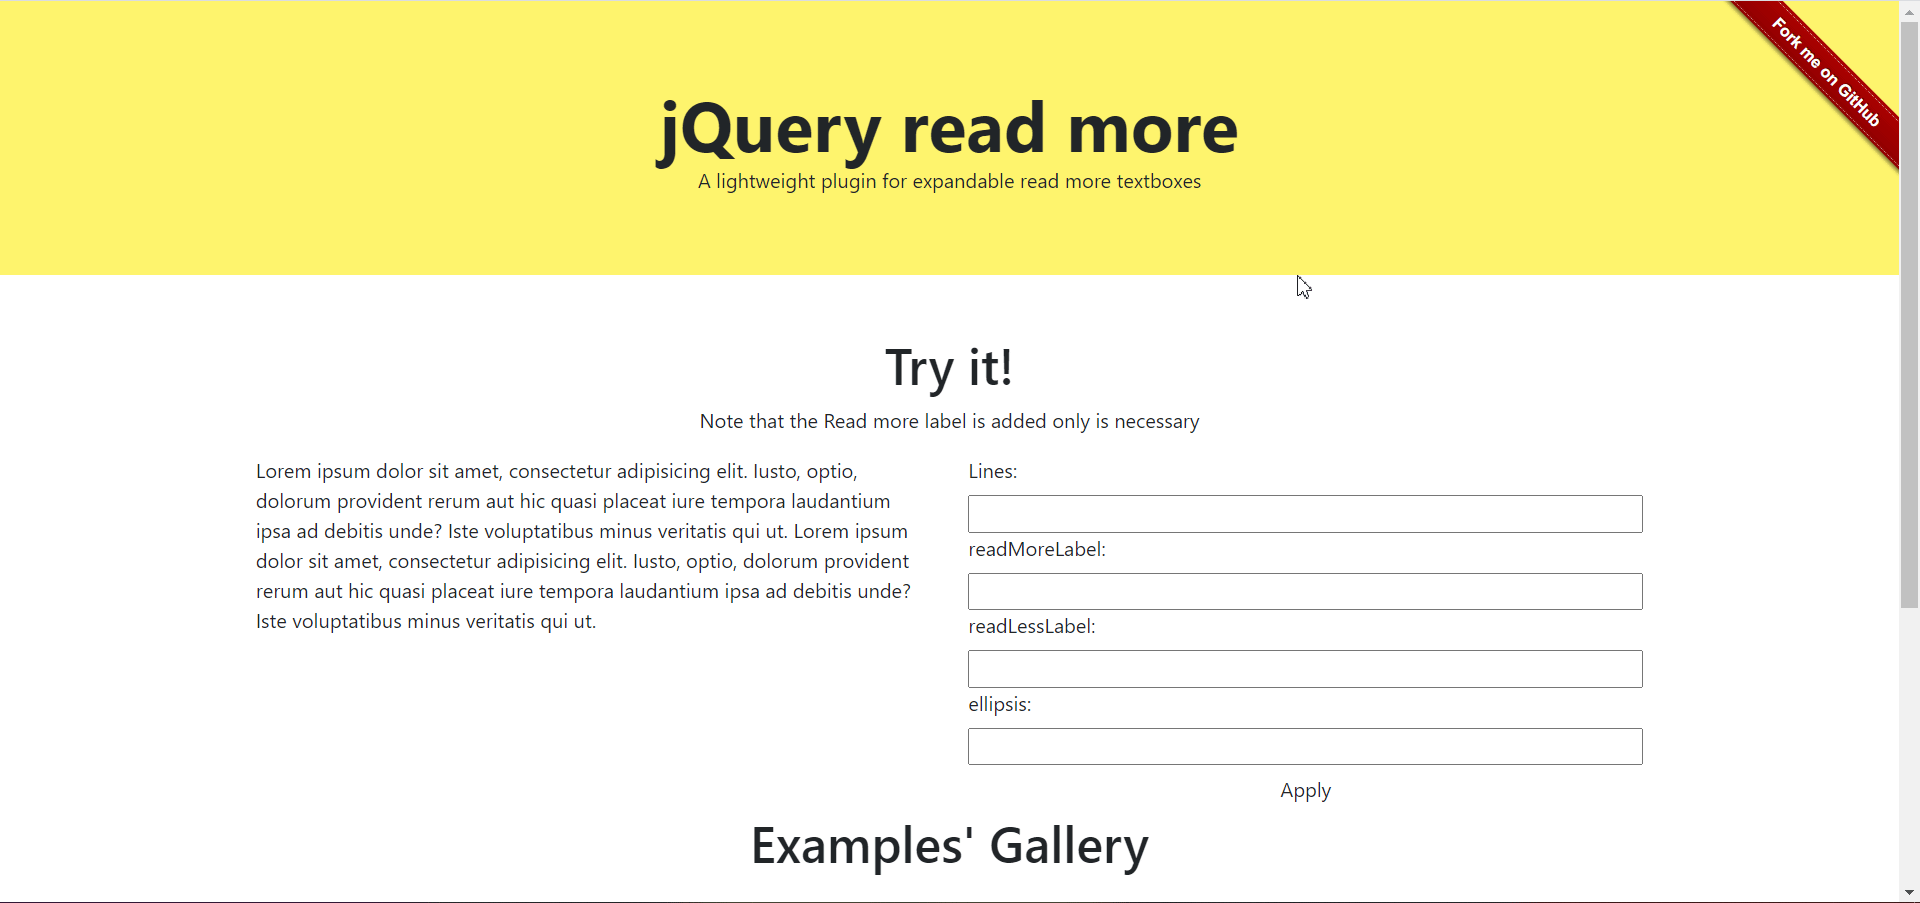 Fork me on GitHub
jQuery read more
A lightweight plugin for expandable read more textboxes
Try it!
Note that the Read more label is added only is necessary
Lorem ipsum dolor sit amet, consectetur adipisicing elit. Iusto, optio,
dolorum provident rerum aut hic quasi placeat iure tempora laudantium
ipsa ad debitis unde? Iste voluptatibus minus veritatis qui ut. Lorem ipsum
dolor sit amet, consectetur adipisicing elit. Iusto, optio, dolorum provident
rerum aut hic quasi placeat iure tempora laudantium ipsa ad debitis unde?
Iste voluptatibus minus veritatis qui ut.
Lines:
readMoreLabel:
readLessLabel:
ellipsis:
Apply
Examples' Gallery